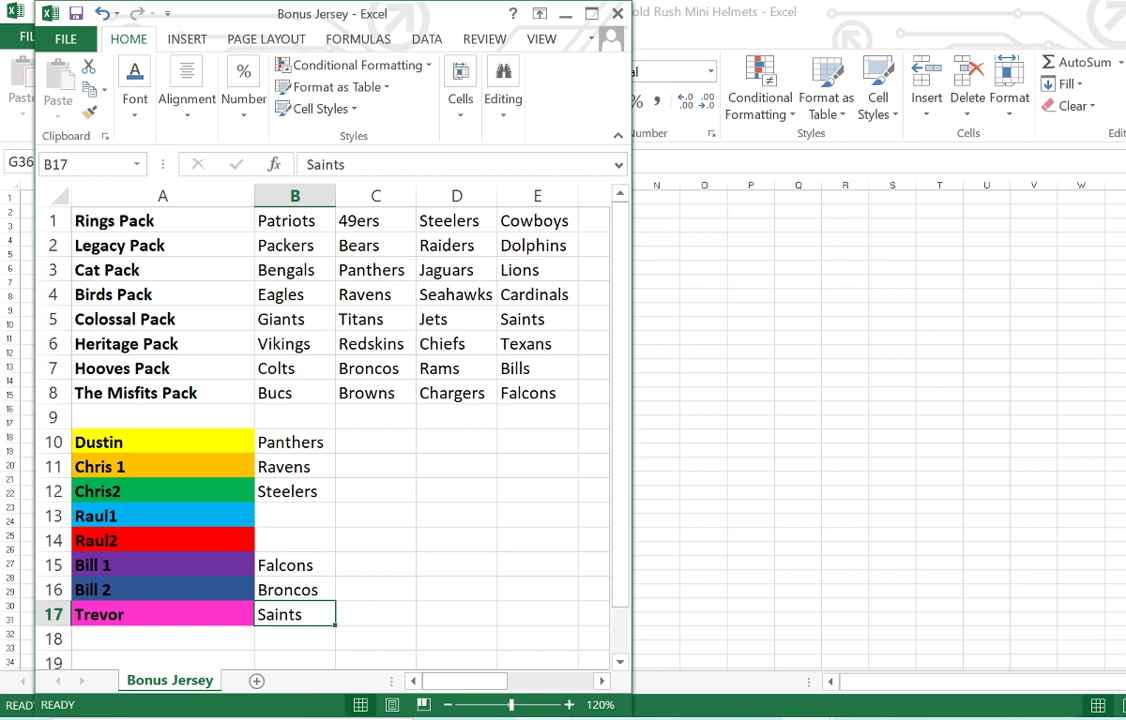 Bonus Jersey - Excel
old Rush Mini Helmets - Excel
FILE HOME INSERT PAGE LAYOUT FORMULAS DATA REVIEW VIEW
Paste
Clipboard
Font
Alignment
Number
Conditional Formatting
Format as Table
Cell Styles
Styles
Cells
Editing
Conditional Formatting
Format as Table
Cell Styles
Styles
Insert
Delete
Format
Cells
AutoSum
Fill
Clear
G36
B17
fx
Saints
A B C D E
N O P Q R S T U V W
1 Rings Pack Patriots 49ers Steelers Cowboys
2 Legacy Pack Packers Bears Raiders Dolphins
3 Cat Pack Bengals Panthers Jaguars Lions
4 Birds Pack Eagles Ravens Seahawks Cardinals
5 Colossal Pack Giants Titans Jets Saints
6 Heritage Pack Vikings Redskins Chiefs Texans
7 Hooves Pack Colts Broncos Rams Bills
8 The Misfits Pack Bucs Browns Chargers Falcons
9
10 Dustin Panthers
11 Chris 1 Ravens
12 Chris2 Steelers
13 Raul1
14 Raul2
15 Bill 1 Falcons
16 Bill 2 Broncos
17 Trevor Saints
18
19
Bonus Jersey
READY
120%